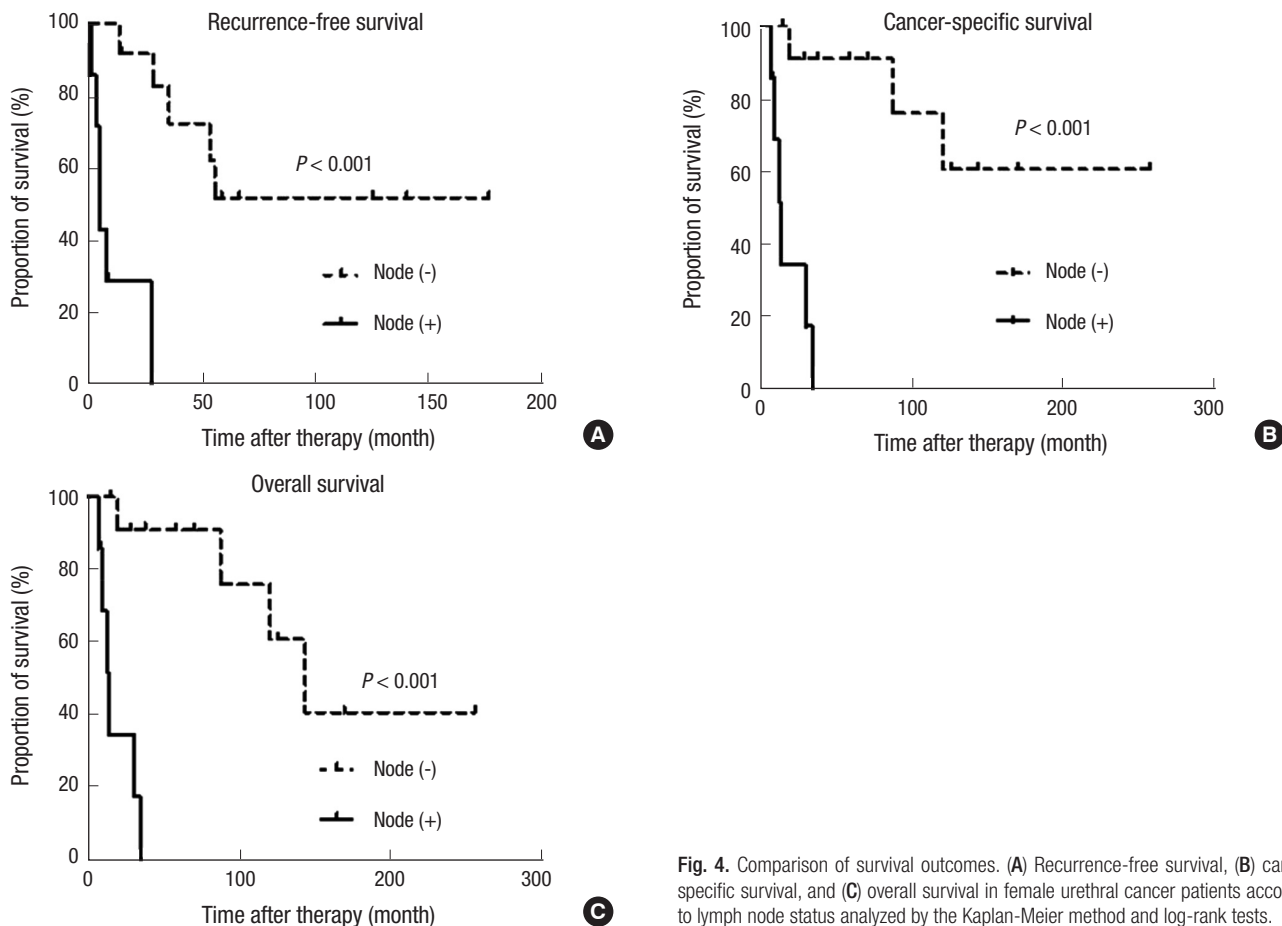 Recurrence-free survival
Proportion of survival (%)
100
80
60
40
20
0
P < 0.001
Node (-)
Node (+)
0 50 100 150 200
Time after therapy (month)
A
Cancer-specific survival
Proportion of survival (%)
100
80
60
40
20
0
P < 0.001
Node (-)
Node (+)
0 100 200 300
Time after therapy (month)
B
Overall survival
Proportion of survival (%)
100
80
60
40
20
0
P < 0.001
Node (-)
Node (+)
0 100 200 300
Time after therapy (month)
C
Fig. 4. Comparison of survival outcomes. (A) Recurrence-free survival, (B)
specific survival, and (C) overall survival in female urethral cancer patients
to lymph node status analyzed by the Kaplan-Meier method and log-rank tests.